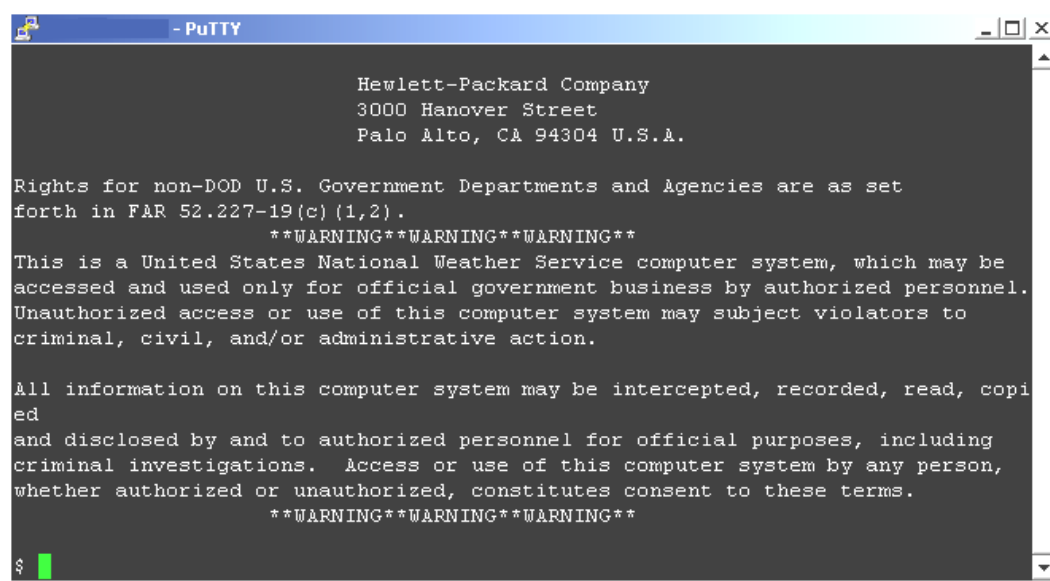 - PuTTY
Hewlett-Packard Company
3000 Hanover Street
Palo Alto, CA 94304 U.S.A.
Rights for non-DOD U.S. Government Departments and Agencies are as set
forth in FAR 52.227-19(c)(1,2).
**WARNING**WARNING**WARNING**
This is a United States National Weather Service computer system, which may be
accessed and used only for official government business by authorized personnel.
Unauthorized access or use of this computer system may subject violators to
criminal, civil, and/or administrative action.
All information on this computer system may be intercepted, recorded, read, copi
ed
and disclosed by and to authorized personnel for official purposes, including
criminal investigations.  Access or use of this computer system by any person,
whether authorized or unauthorized, constitutes consent to these terms.
**WARNING**WARNING**WARNING**
$